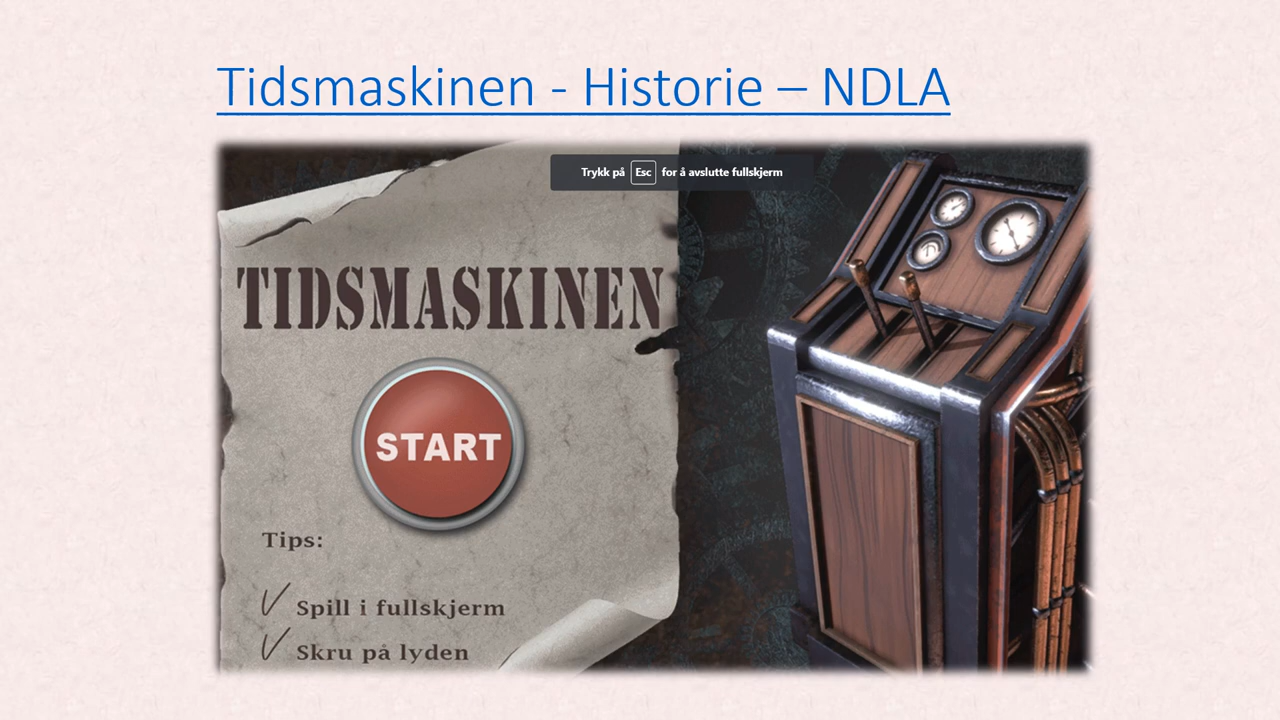 Tidsmaskinen - Historie – NDLA
Trykk på Esc for å avslutte fullskjerm
TIDSMASKINEN
START
Tips:
Spill i fullskjerm
Skru på lyden